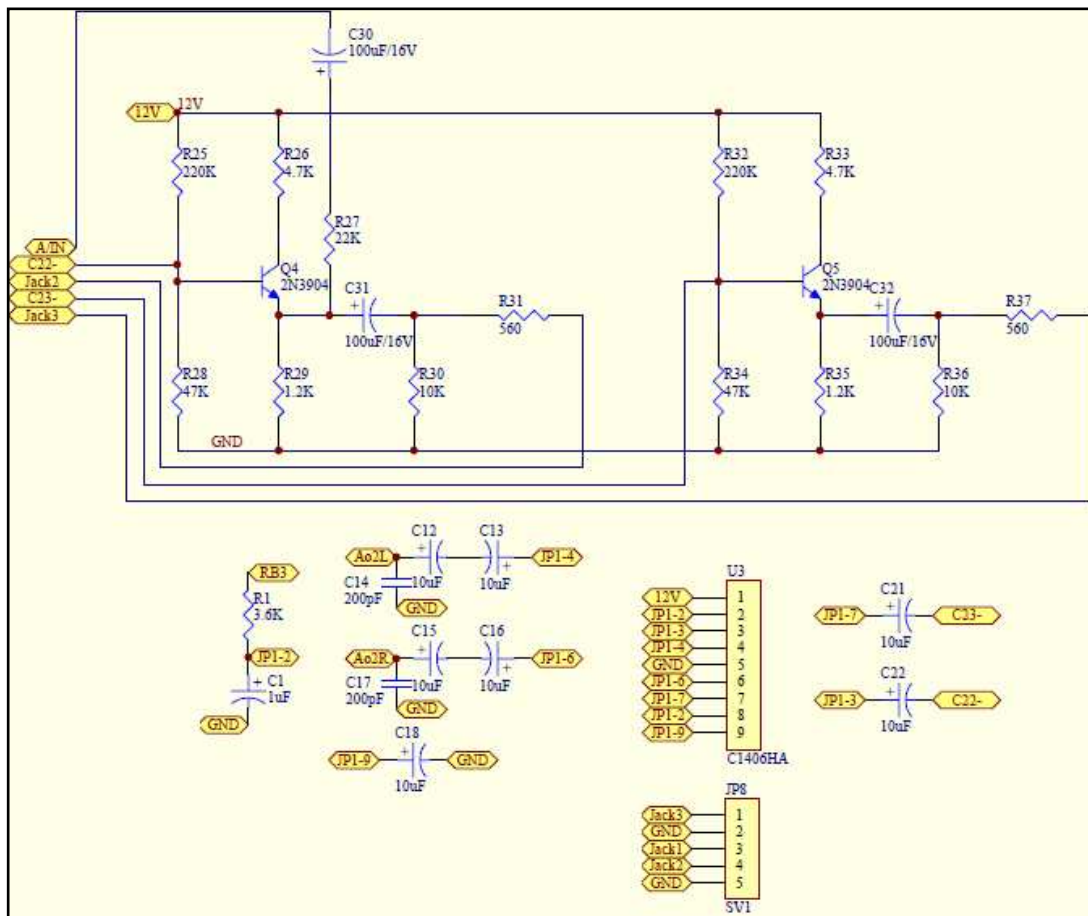 C30
100uF/16V
+
12V
12V
R25
220K
R26
4.7K
R32
220K
R33
4.7K
R27
22K
A/IN
C22-
Jack2
C23-
Jack3
Q4
2N3904
C31
+
100uF/16V
R31
560
Q5
2N3904
C32
+
100uF/16V
R37
560
R28
47K
R29
1.2K
R30
10K
R34
47K
R35
1.2K
R36
10K
GND
RB3
R1
3.6K
JP1-2
+
C1
1uF
GND
C12
C13
Ao2L
+
+
JP1-4
C14
10uF
10uF
200pF
GND
C15
C16
Ao2R
+
+
JP1-6
C17
10uF
10uF
200pF
GND
C18
JP1-9
+
GND
10uF
U3
12V
1
JP1-2
2
JP1-3
3
JP1-4
4
GND
5
JP1-6
6
JP1-7
7
JP1-2
8
JP1-9
9
C1406HA
C21
JP1-7
+
C23-
10uF
C22
JP1-3
+
C22-
10uF
JP8
Jack3
1
GND
2
Jack1
3
Jack2
4
GND
5
SV1